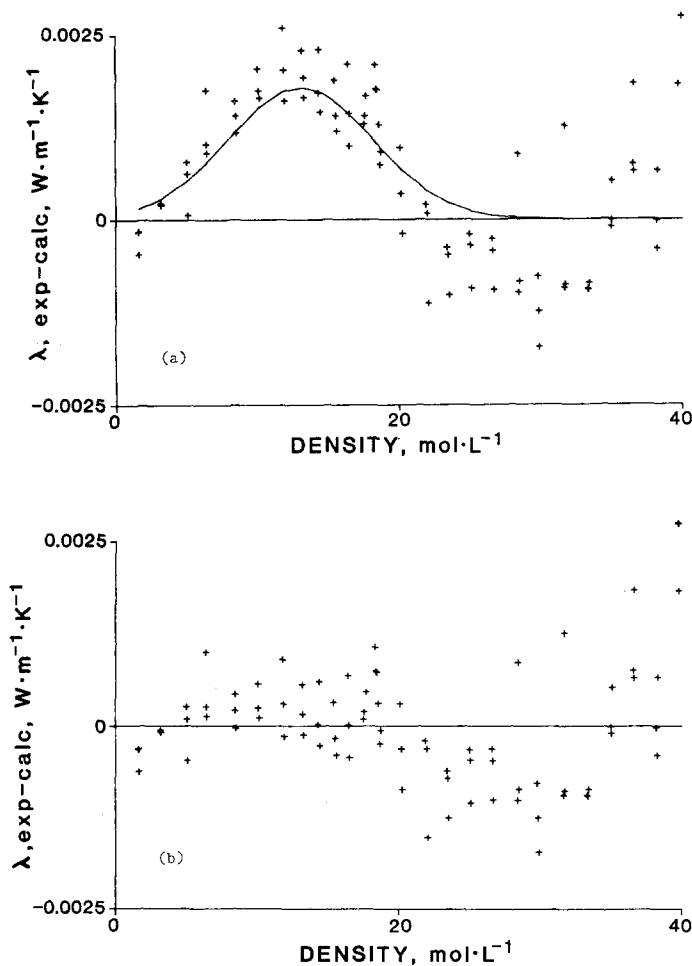 0.0025
λ, exp-calc, W·m⁻¹·K⁻¹
0
(a)
-0.0025
0
20
40
DENSITY, mol·L⁻¹
0.0025
λ,exp-calc, W·m⁻¹·K⁻¹
0
(b)
-0.0025
0
20
40
DENSITY, mol·L⁻¹